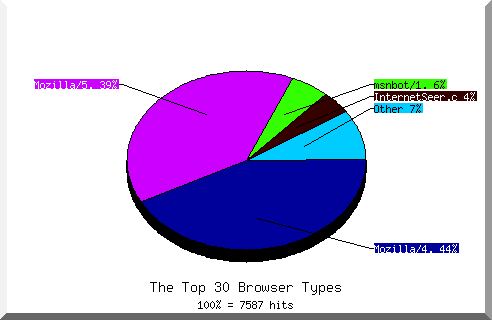 Mozilla/5. 39%
msnbot/1. 6%
InternetSeer.c 4%
Other 7%
Mozilla/4. 44%
The Top 30 Browser Types
100% = 7587 hits